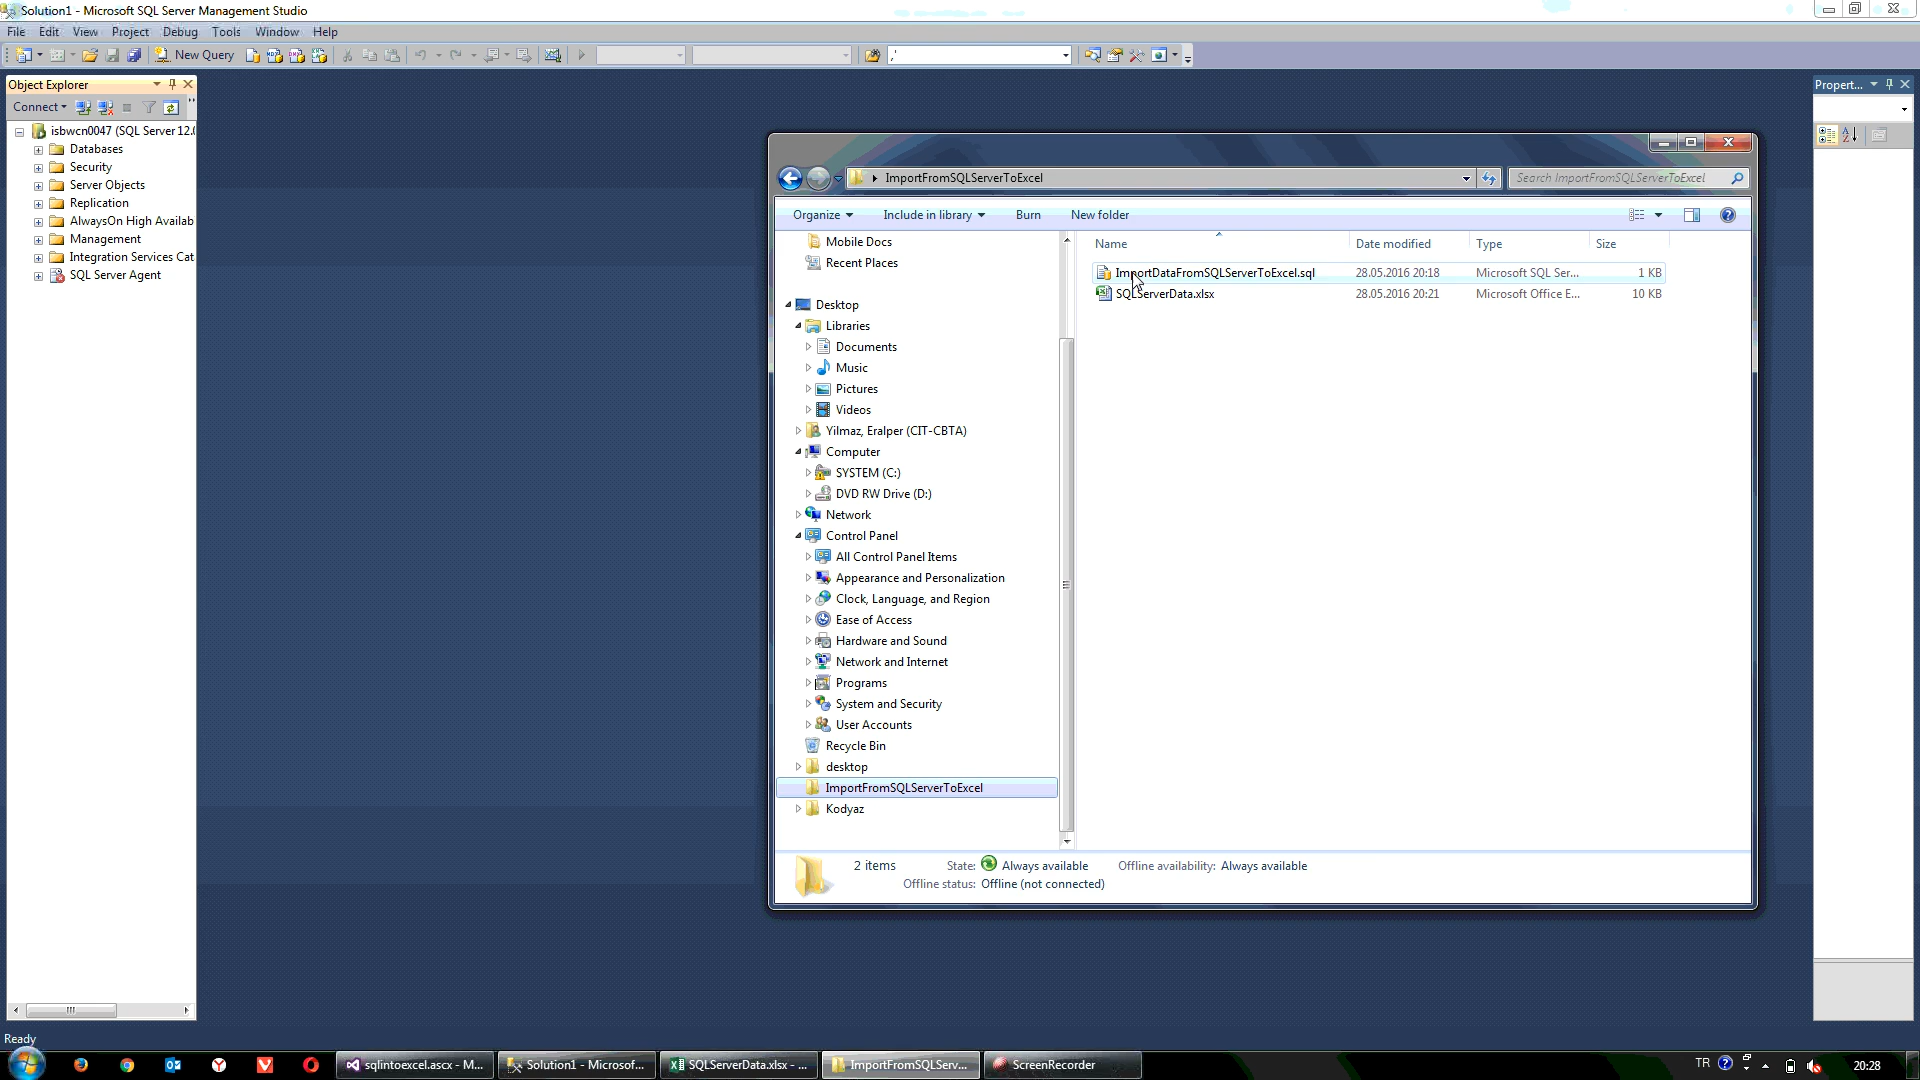 Solution1 - Microsoft SQL Server Management Studio
File Edit View Project Debug Tools Window Help
New Query
,'
Object Explorer
Connect
isbwcn0047 (SQL Server 12.0
Databases
Security
Server Objects
Replication
AlwaysOn High Availab
Management
Integration Services Cat
SQL Server Agent
Propert...
ImportFromSQLServerToExcel
Search ImportFromSQLServerToExcel
Organize Include in library Burn New folder
Name Date modified Type Size
ImportDataFromSQLServerToExcel.sql 28.05.2016 20:18 Microsoft SQL Ser... 1 KB
SQLServerData.xlsx 28.05.2016 20:21 Microsoft Office E... 10 KB
Mobile Docs
Recent Places
Desktop
Libraries
Documents
Music
Pictures
Videos
Yilmaz, Eralper (CIT-CBTA)
Computer
SYSTEM (C:)
DVD RW Drive (D:)
Network
Control Panel
All Control Panel Items
Appearance and Personalization
Clock, Language, and Region
Ease of Access
Hardware and Sound
Network and Internet
Programs
System and Security
User Accounts
Recycle Bin
desktop
ImportFromSQLServerToExcel
Kodyaz
2 items State: Always available Offline availability: Always available
Offline status: Offline (not connected)
Ready
sqlintoexcel.ascx - M...
Solution1 - Microsof...
SQLServerData.xlsx - ...
ImportFromSQLServ...
ScreenRecorder
TR
20:28